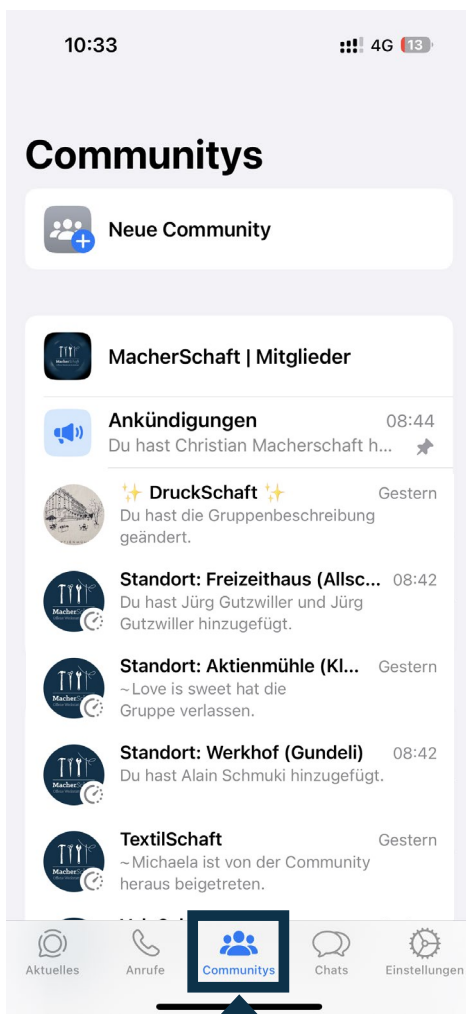 10:33
4G 13
Communitys
Neue Community
MacherSchaft | Mitglieder
Ankündigungen 08:44
Du hast Christian Macherschaft h...
✨ DruckSchaft ✨ Gestern
Du hast die Gruppenbeschreibung
geändert.
Standort: Freizeithaus (Allsc... 08:42
Du hast Jürg Gutzwiller und Jürg
Gutzwiller hinzugefügt.
Standort: Aktienmühle (Kl... Gestern
~Love is sweet hat die
Gruppe verlassen.
Standort: Werkhof (Gundeli) 08:42
Du hast Alain Schmuki hinzugefügt.
TextilSchaft Gestern
~Michaela ist von der Community
heraus beigetreten.
Aktuelles Anrufe Communitys Chats Einstellungen